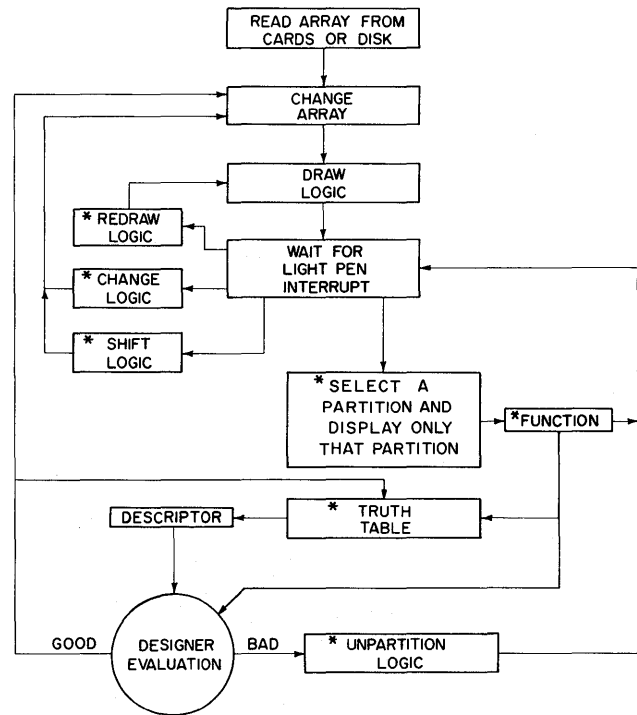 READ ARRAY FROM
CARDS OR DISK
CHANGE
ARRAY
DRAW
LOGIC
* REDRAW
LOGIC
WAIT FOR
LIGHT PEN
INTERRUPT
* CHANGE
LOGIC
* SHIFT
LOGIC
* SELECT A
PARTITION AND
DISPLAY ONLY
THAT PARTITION
*FUNCTION
* TRUTH
TABLE
DESCRIPTOR
GOOD
DESIGNER
EVALUATION
BAD
* UNPARTITION
LOGIC